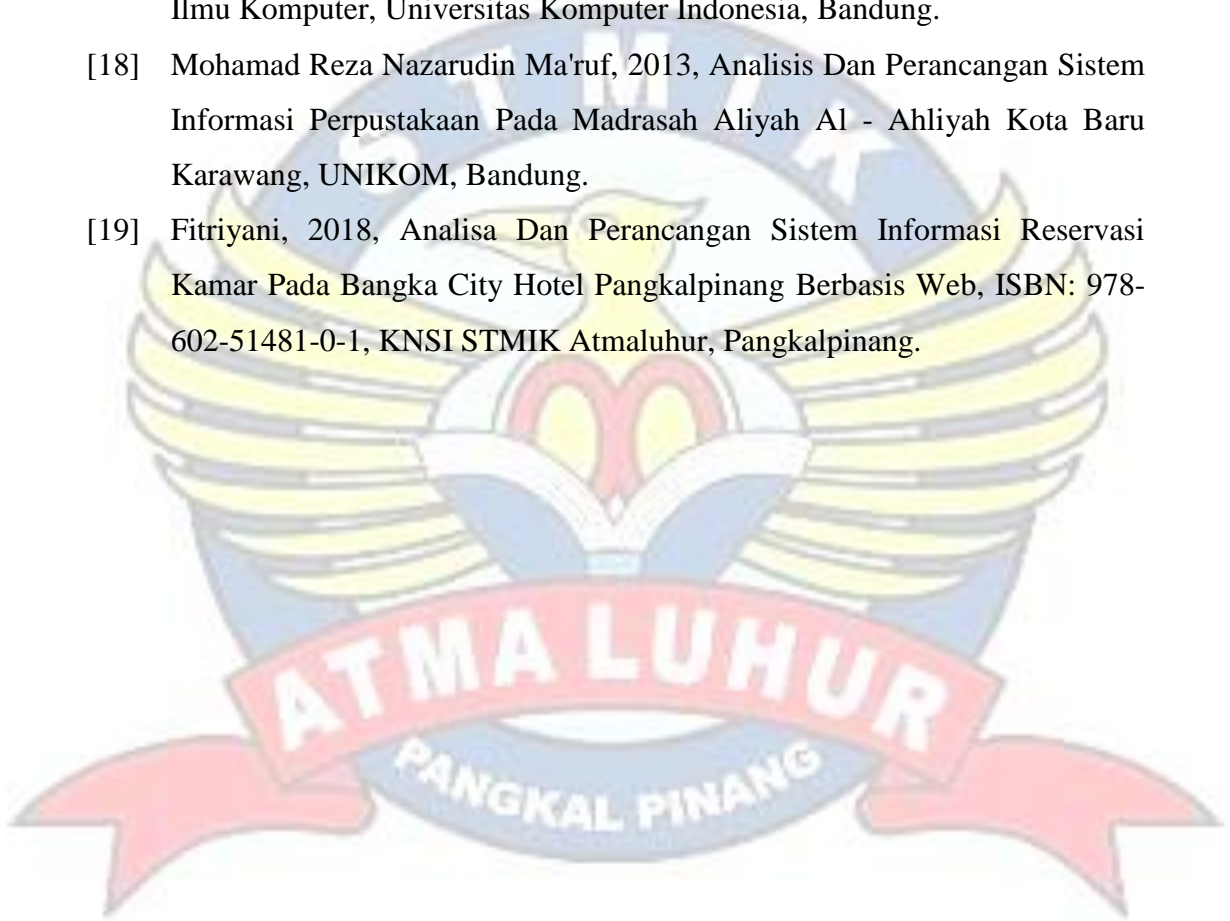 Ilmu Komputer, Universitas Komputer Indonesia, Bandung.
[18] Mohamad Reza Nazarudin Ma'ruf, 2013, Analisis Dan Perancangan Sistem
Informasi Perpustakaan Pada Madrasah Aliyah Al - Ahliyah Kota Baru
Karawang, UNIKOM, Bandung.
[19] Fitriyani, 2018, Analisa Dan Perancangan Sistem Informasi Reservasi
Kamar Pada Bangka City Hotel Pangkalpinang Berbasis Web, ISBN: 978-
602-51481-0-1, KNSI STMIK Atmaluhur, Pangkalpinang.
STMIK
ATMA LUHUR
PANGKAL PINANG